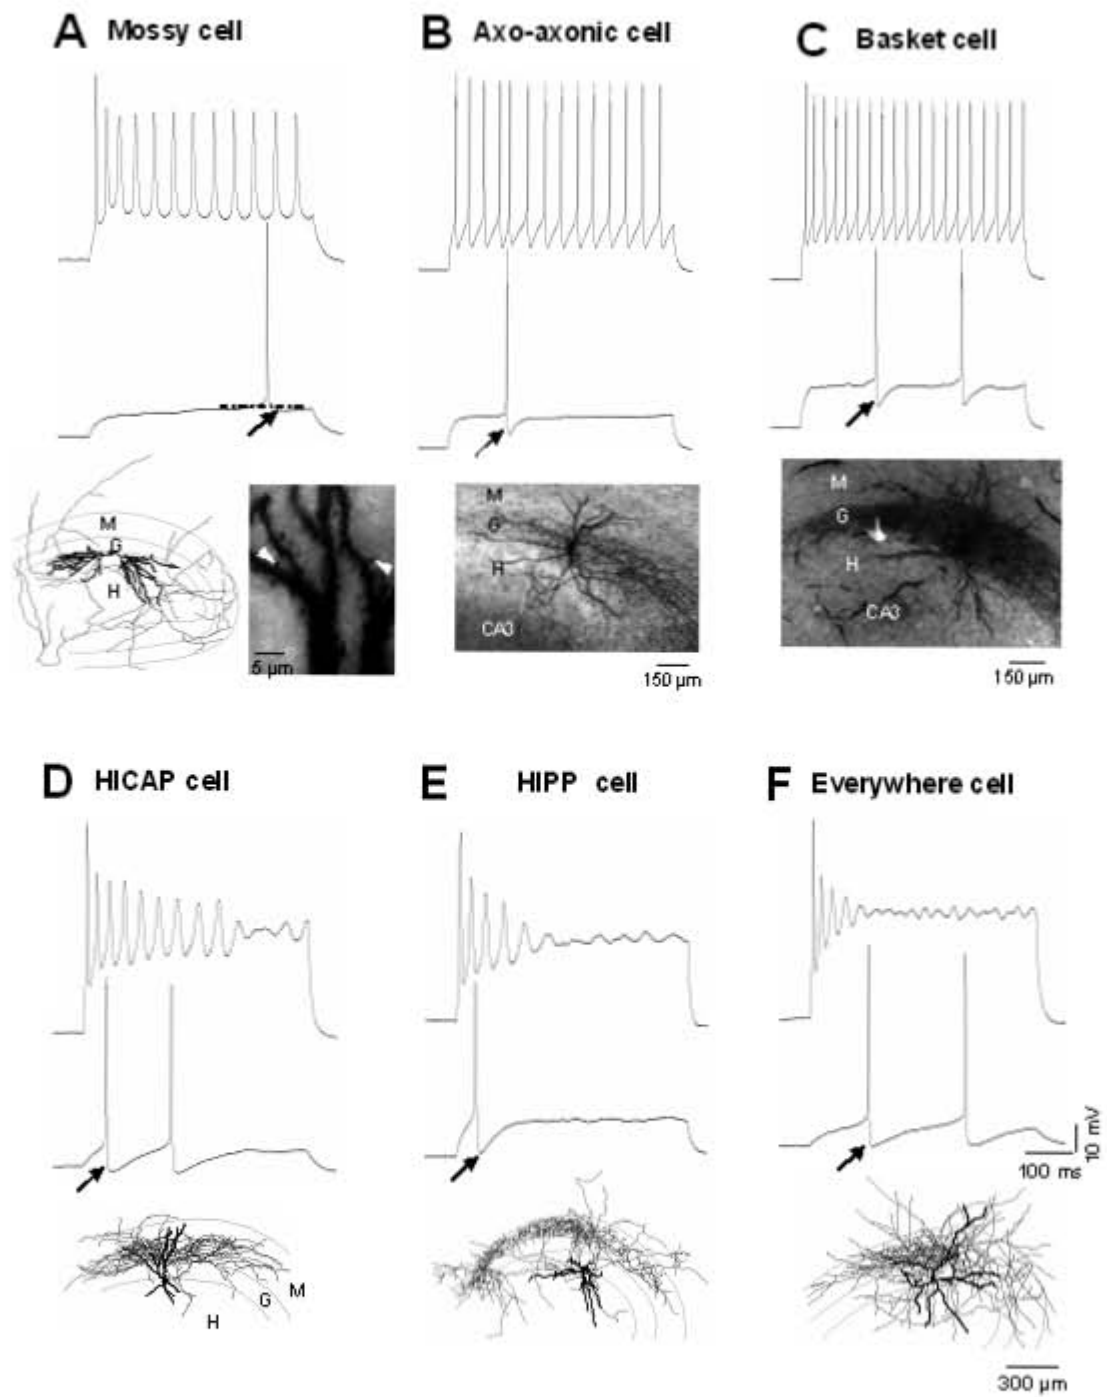 A Mossy cell
B Axo-axonic cell
C Basket cell
M
G
H
5 µm
M
G
H
CA3
150 µm
M
G
H
CA3
150 µm
D HICAP cell
E HIPP cell
F Everywhere cell
10 mV
100 ms
M
G
H
300 µm